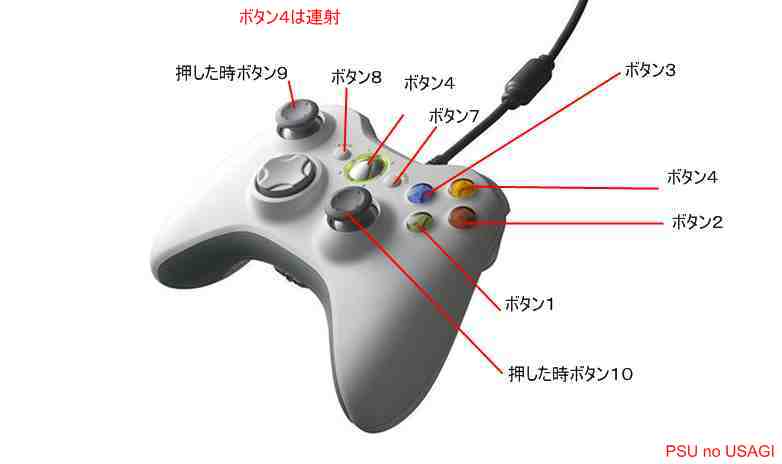 ボタン４は連射
押した時ボタン９
ボタン８
ボタン４
ボタン３
ボタン７
ボタン４
ボタン２
ボタン１
押した時ボタン１０
PSU no USAGI